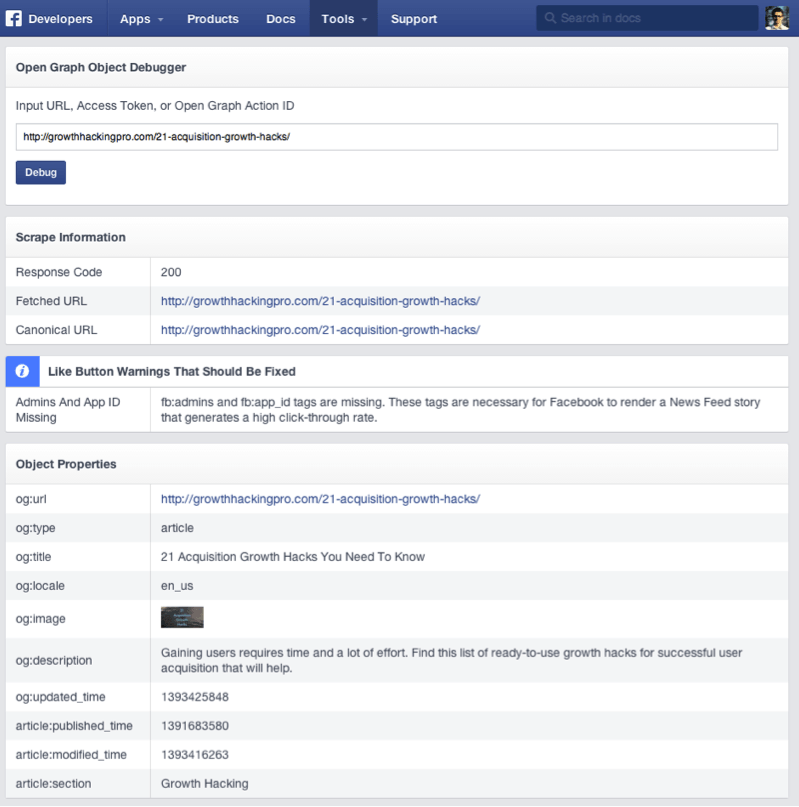 Developers Apps Products Docs Tools Support Search in docs
Open Graph Object Debugger
Input URL, Access Token, or Open Graph Action ID
http://growthhackingpro.com/21-acquisition-growth-hacks/
Debug
Scrape Information
Response Code 200
Fetched URL http://growthhackingpro.com/21-acquisition-growth-hacks/
Canonical URL http://growthhackingpro.com/21-acquisition-growth-hacks/
Like Button Warnings That Should Be Fixed
Admins And App ID Missing
fb:admins and fb:app_id tags are missing. These tags are necessary for Facebook to render a News Feed story
that generates a high click-through rate.
Object Properties
og:url http://growthhackingpro.com/21-acquisition-growth-hacks/
og:type article
og:title 21 Acquisition Growth Hacks You Need To Know
og:locale en_us
og:image
og:description
Gaining users requires time and a lot of effort. Find this list of ready-to-use growth hacks for successful user
acquisition that will help.
og:updated_time 1393425848
article:published_time 1391683580
article:modified_time 1393416263
article:section Growth Hacking